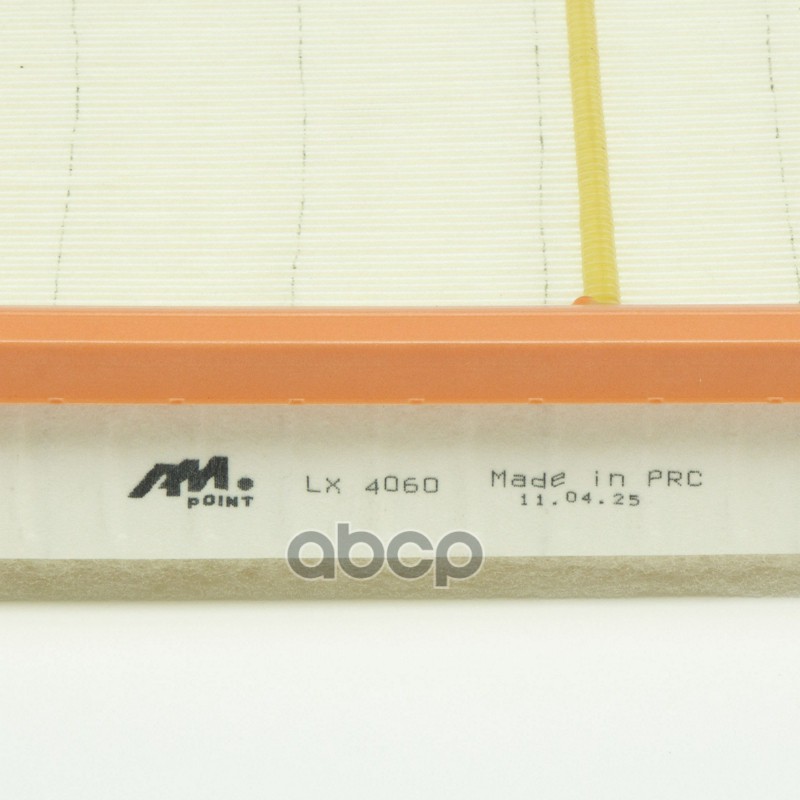 AM.
POINT
LX 4060
Made in PRC
11.04.25
abcp